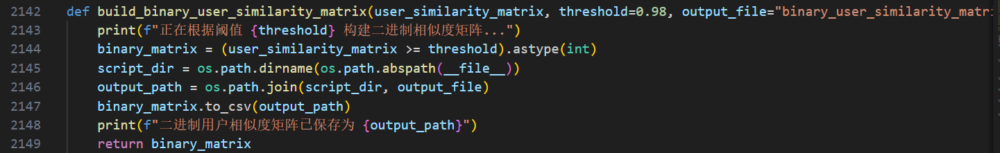 2142 def build_binary_user_similarity_matrix(user_similarity_matrix, threshold=0.98, output_file="binary_user_similarity_matr
2143     print(f"正在根据阈值 {threshold} 构建二进制相似度矩阵...")
2144     binary_matrix = (user_similarity_matrix >= threshold).astype(int)
2145     script_dir = os.path.dirname(os.path.abspath(__file__))
2146     output_path = os.path.join(script_dir, output_file)
2147     binary_matrix.to_csv(output_path)
2148     print(f"二进制用户相似度矩阵已保存为 {output_path}")
2149     return binary_matrix